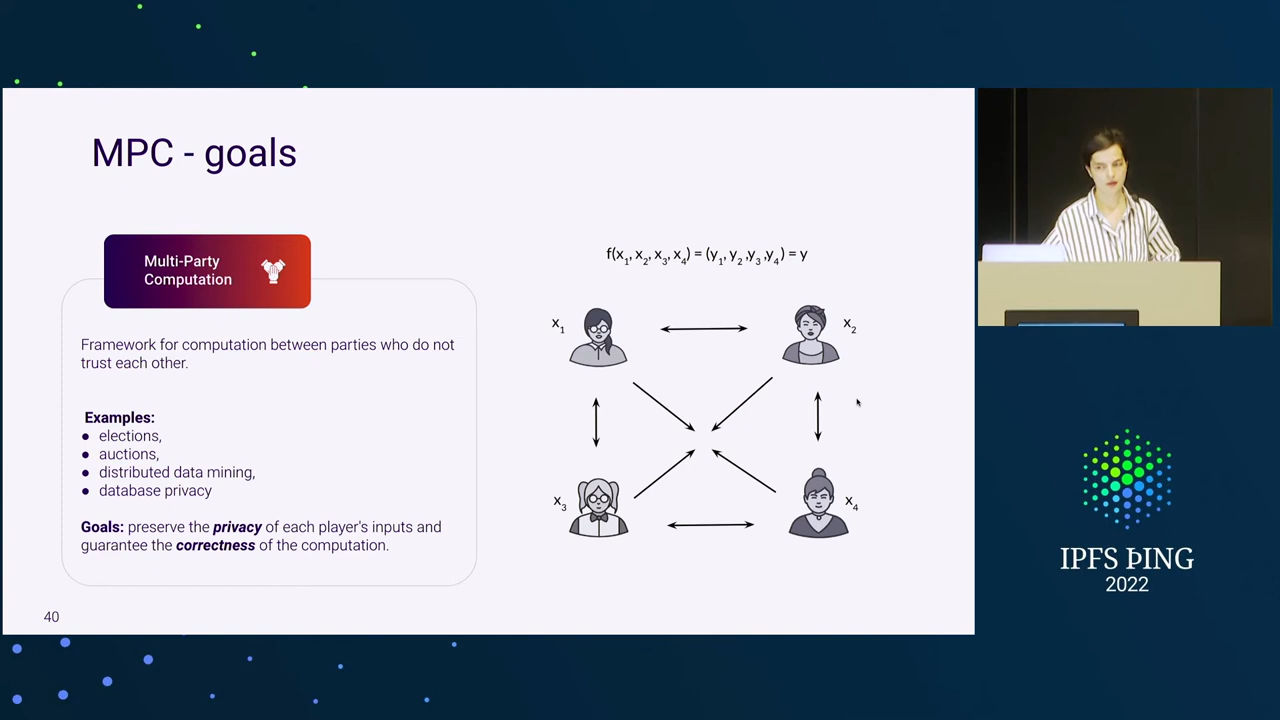 MPC - goals
Multi-Party
Computation
Framework for computation between parties who do not
trust each other.
Examples:
● elections,
● auctions,
● distributed data mining,
● database privacy
Goals: preserve the privacy of each player's inputs and
guarantee the correctness of the computation.
40
f(x₁, x₂, x₃, x₄) = (y₁, y₂ ,y₃ ,y₄ ) = y
x₁
x₂
x₃
x₄
IPFS ÞING
2022